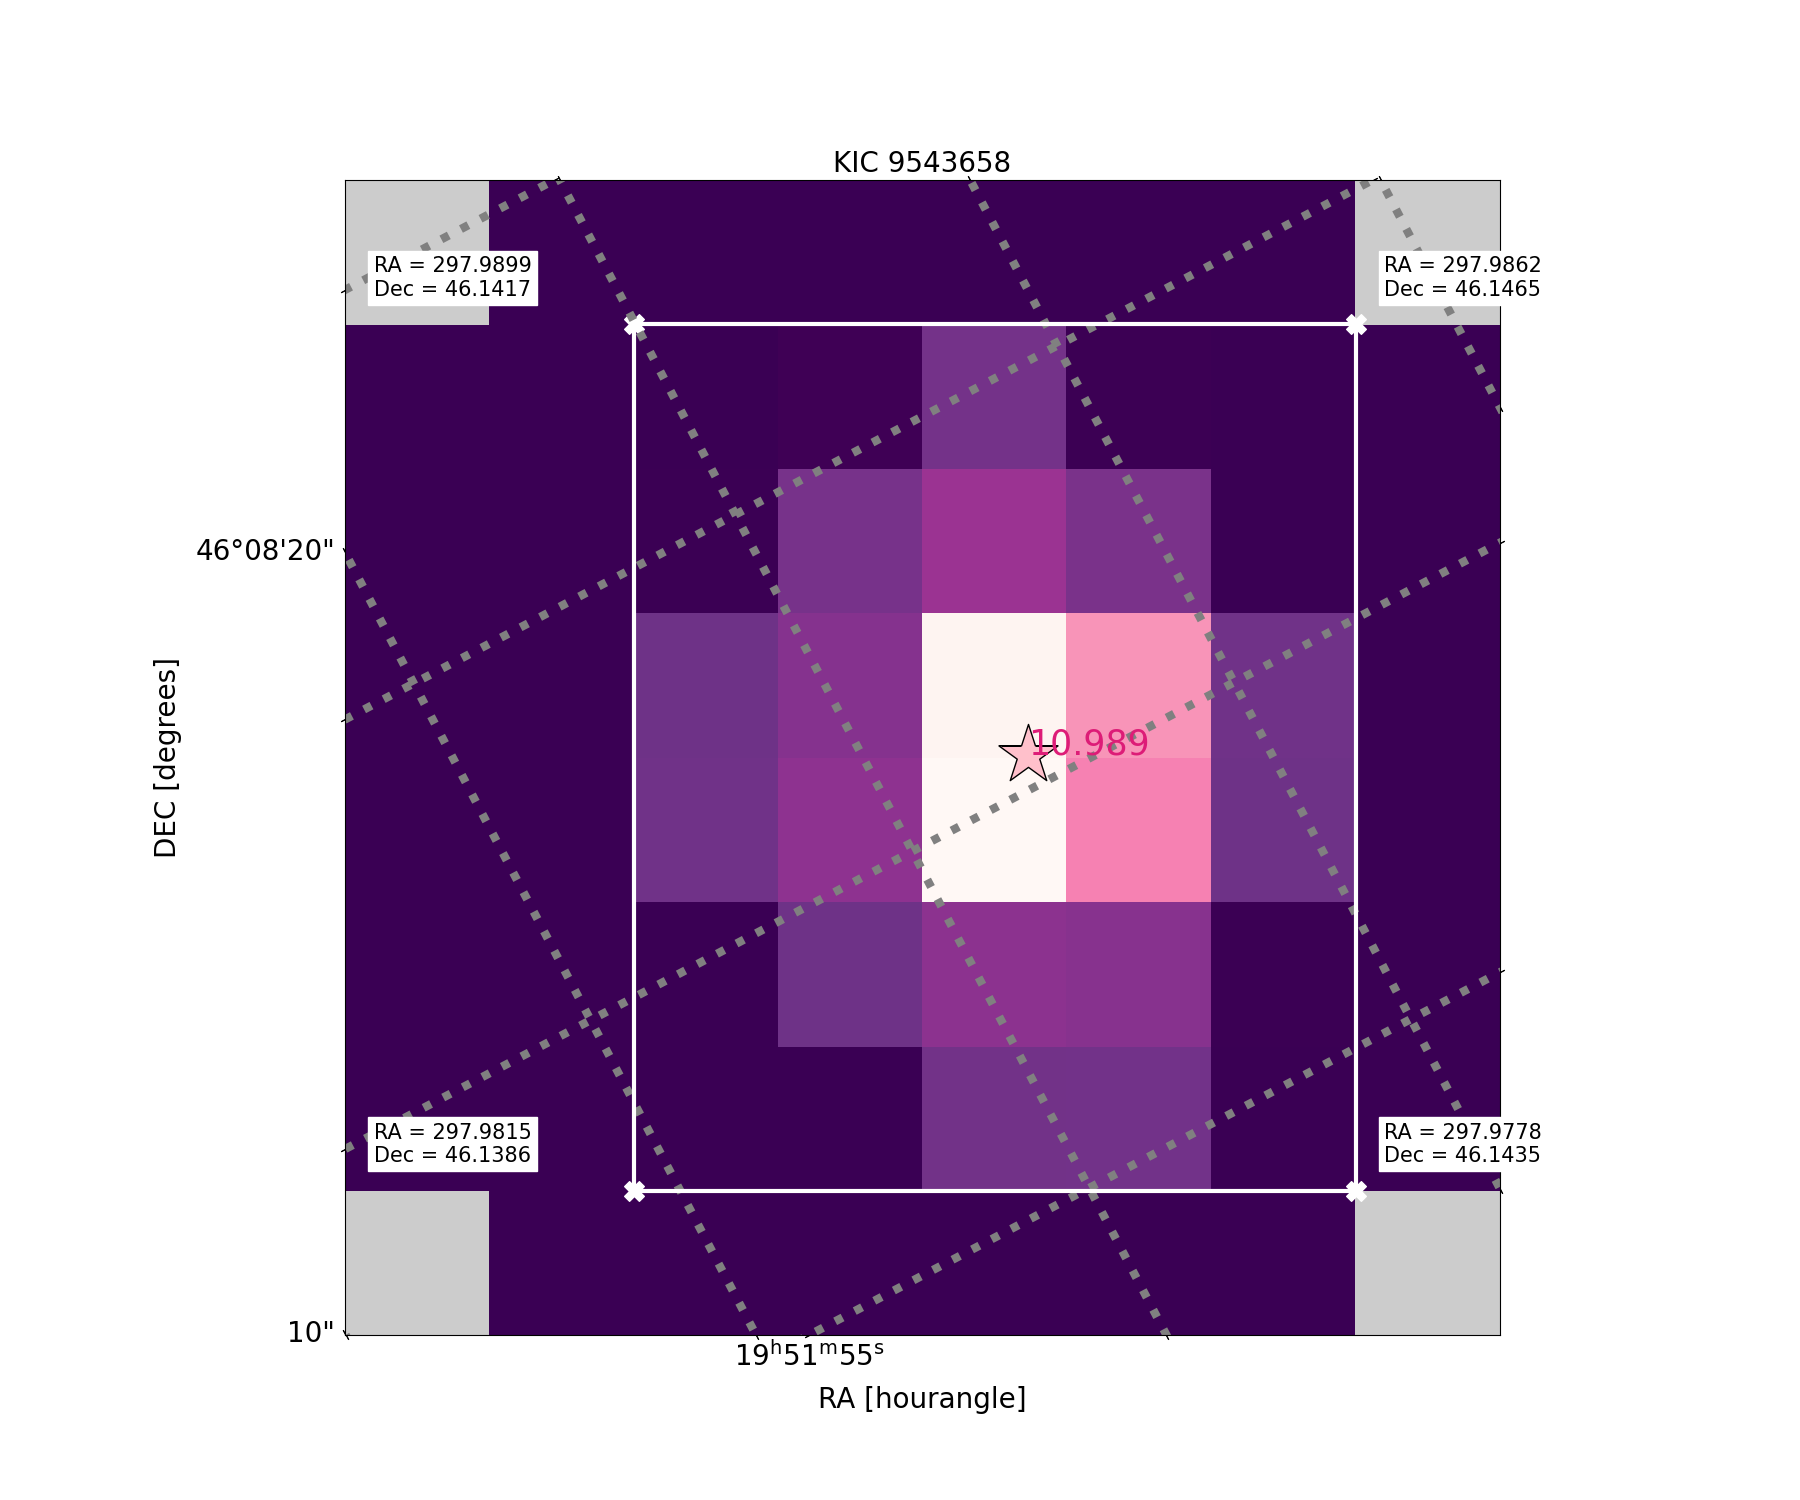 KIC 9543658
RA = 297.9899
Dec = 46.1417
RA = 297.9862
Dec = 46.1465
46°08'20"
10.989
DEC [degrees]
RA = 297.9815
Dec = 46.1386
RA = 297.9778
Dec = 46.1435
10"
19h51m55s
RA [hourangle]